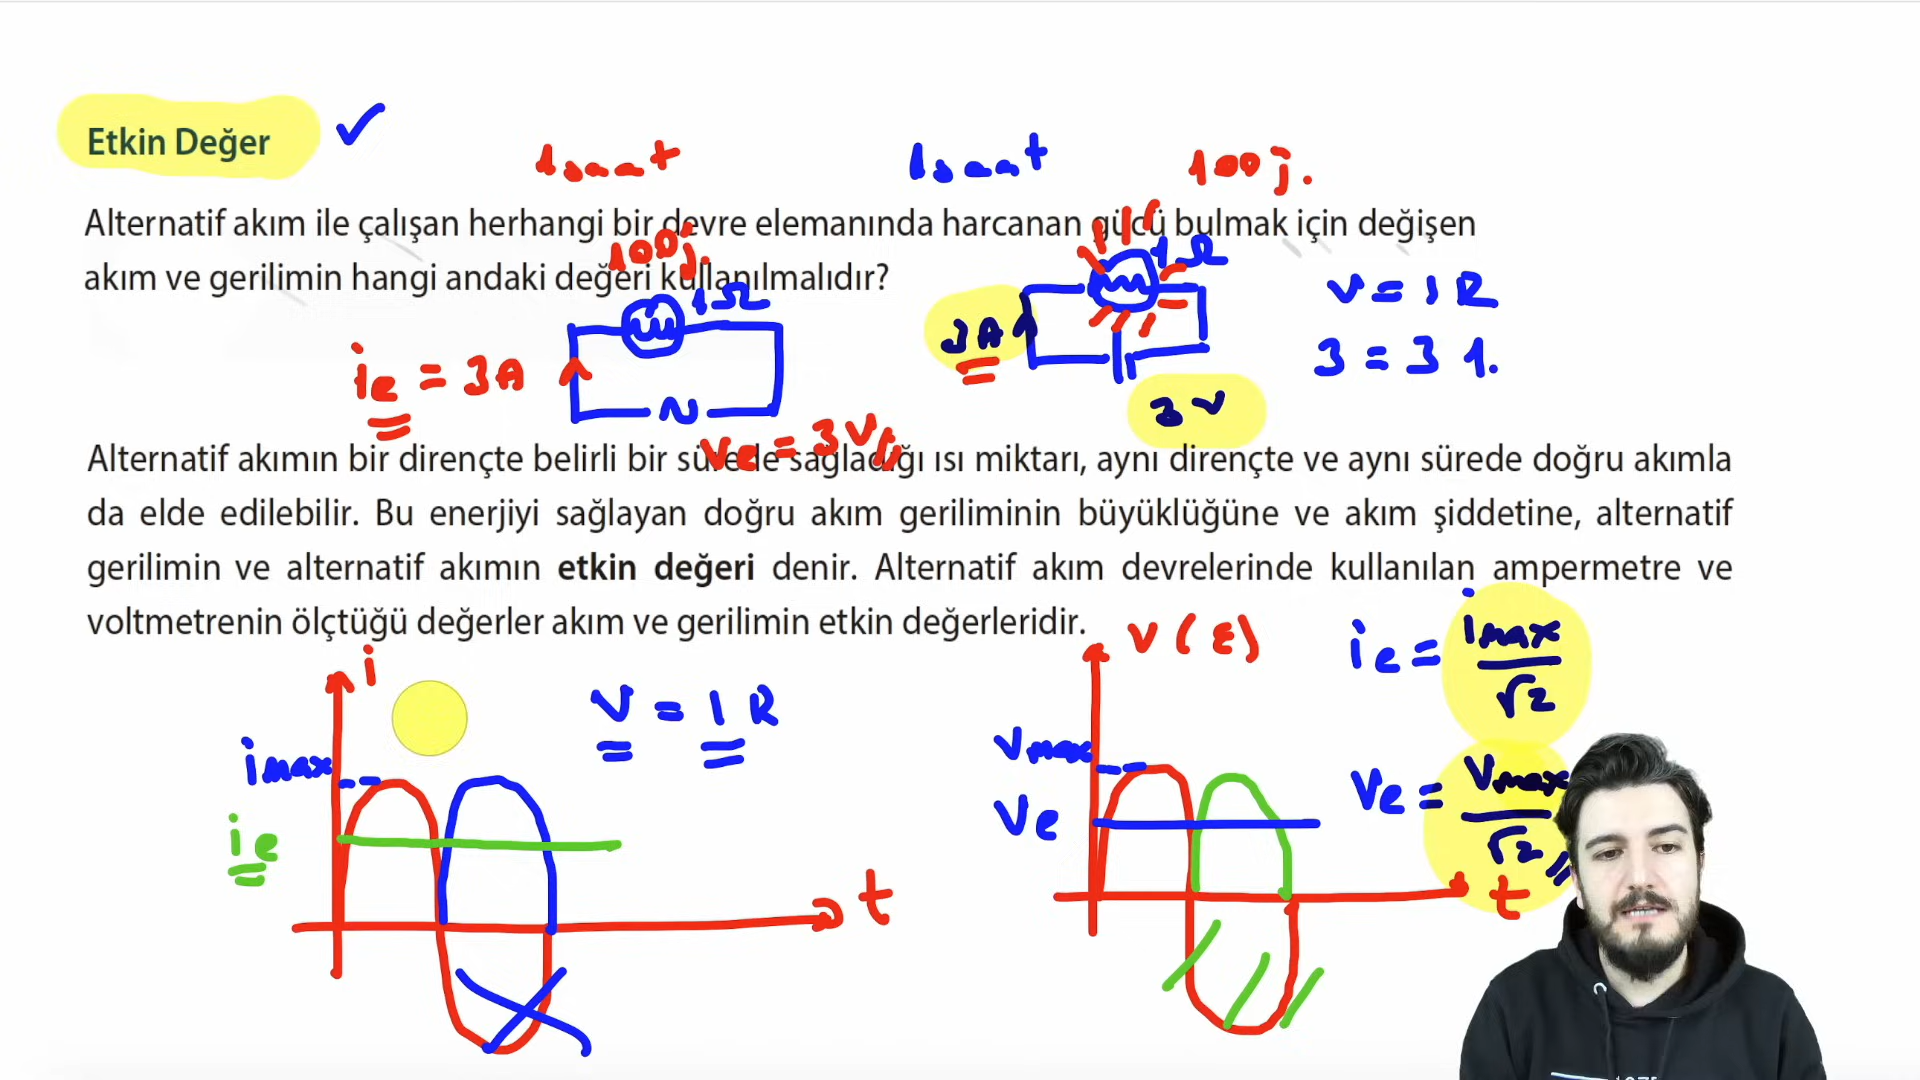 Etkin Değer
1 saat
1 saat
100 j.
Alternatif akım ile çalışan herhangi bir devre elemanında harcanan gücü bulmak için değişen
akım ve gerilimin hangi andaki değeri kullanılmalıdır?
100 j.
1Ω
1Ω
V = I R
3 = 3 1.
ie = 3A
3A
3 V
Ve = 3V
Alternatif akımın bir dirençte belirli bir sürede sağladığı ısı miktarı, aynı dirençte ve aynı sürede doğru akımla
da elde edilebilir. Bu enerjiyi sağlayan doğru akım geriliminin büyüklüğüne ve akım şiddetine, alternatif
gerilimin ve alternatif akımın etkin değeri denir. Alternatif akım devrelerinde kullanılan ampermetre ve
voltmetrenin ölçtüğü değerler akım ve gerilimin etkin değerleridir.
i
V = I R
V (ε)
ie = imax / √2
imax
ie
t
Vmax
Ve
Ve = Vmax / √2
t